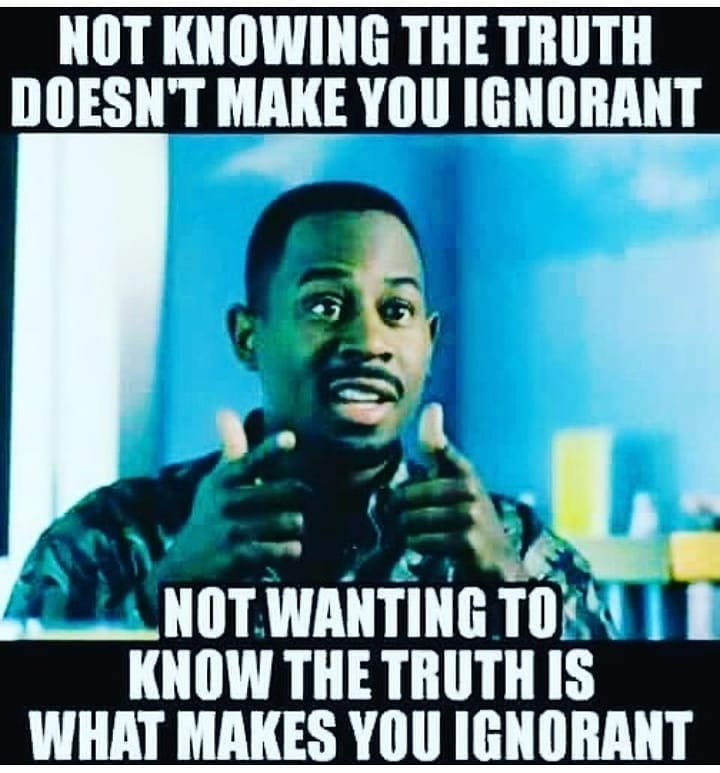 NOT KNOWING THE TRUTH
DOESN'T MAKE YOU IGNORANT
NOT WANTING TO
KNOW THE TRUTH IS
WHAT MAKES YOU IGNORANT